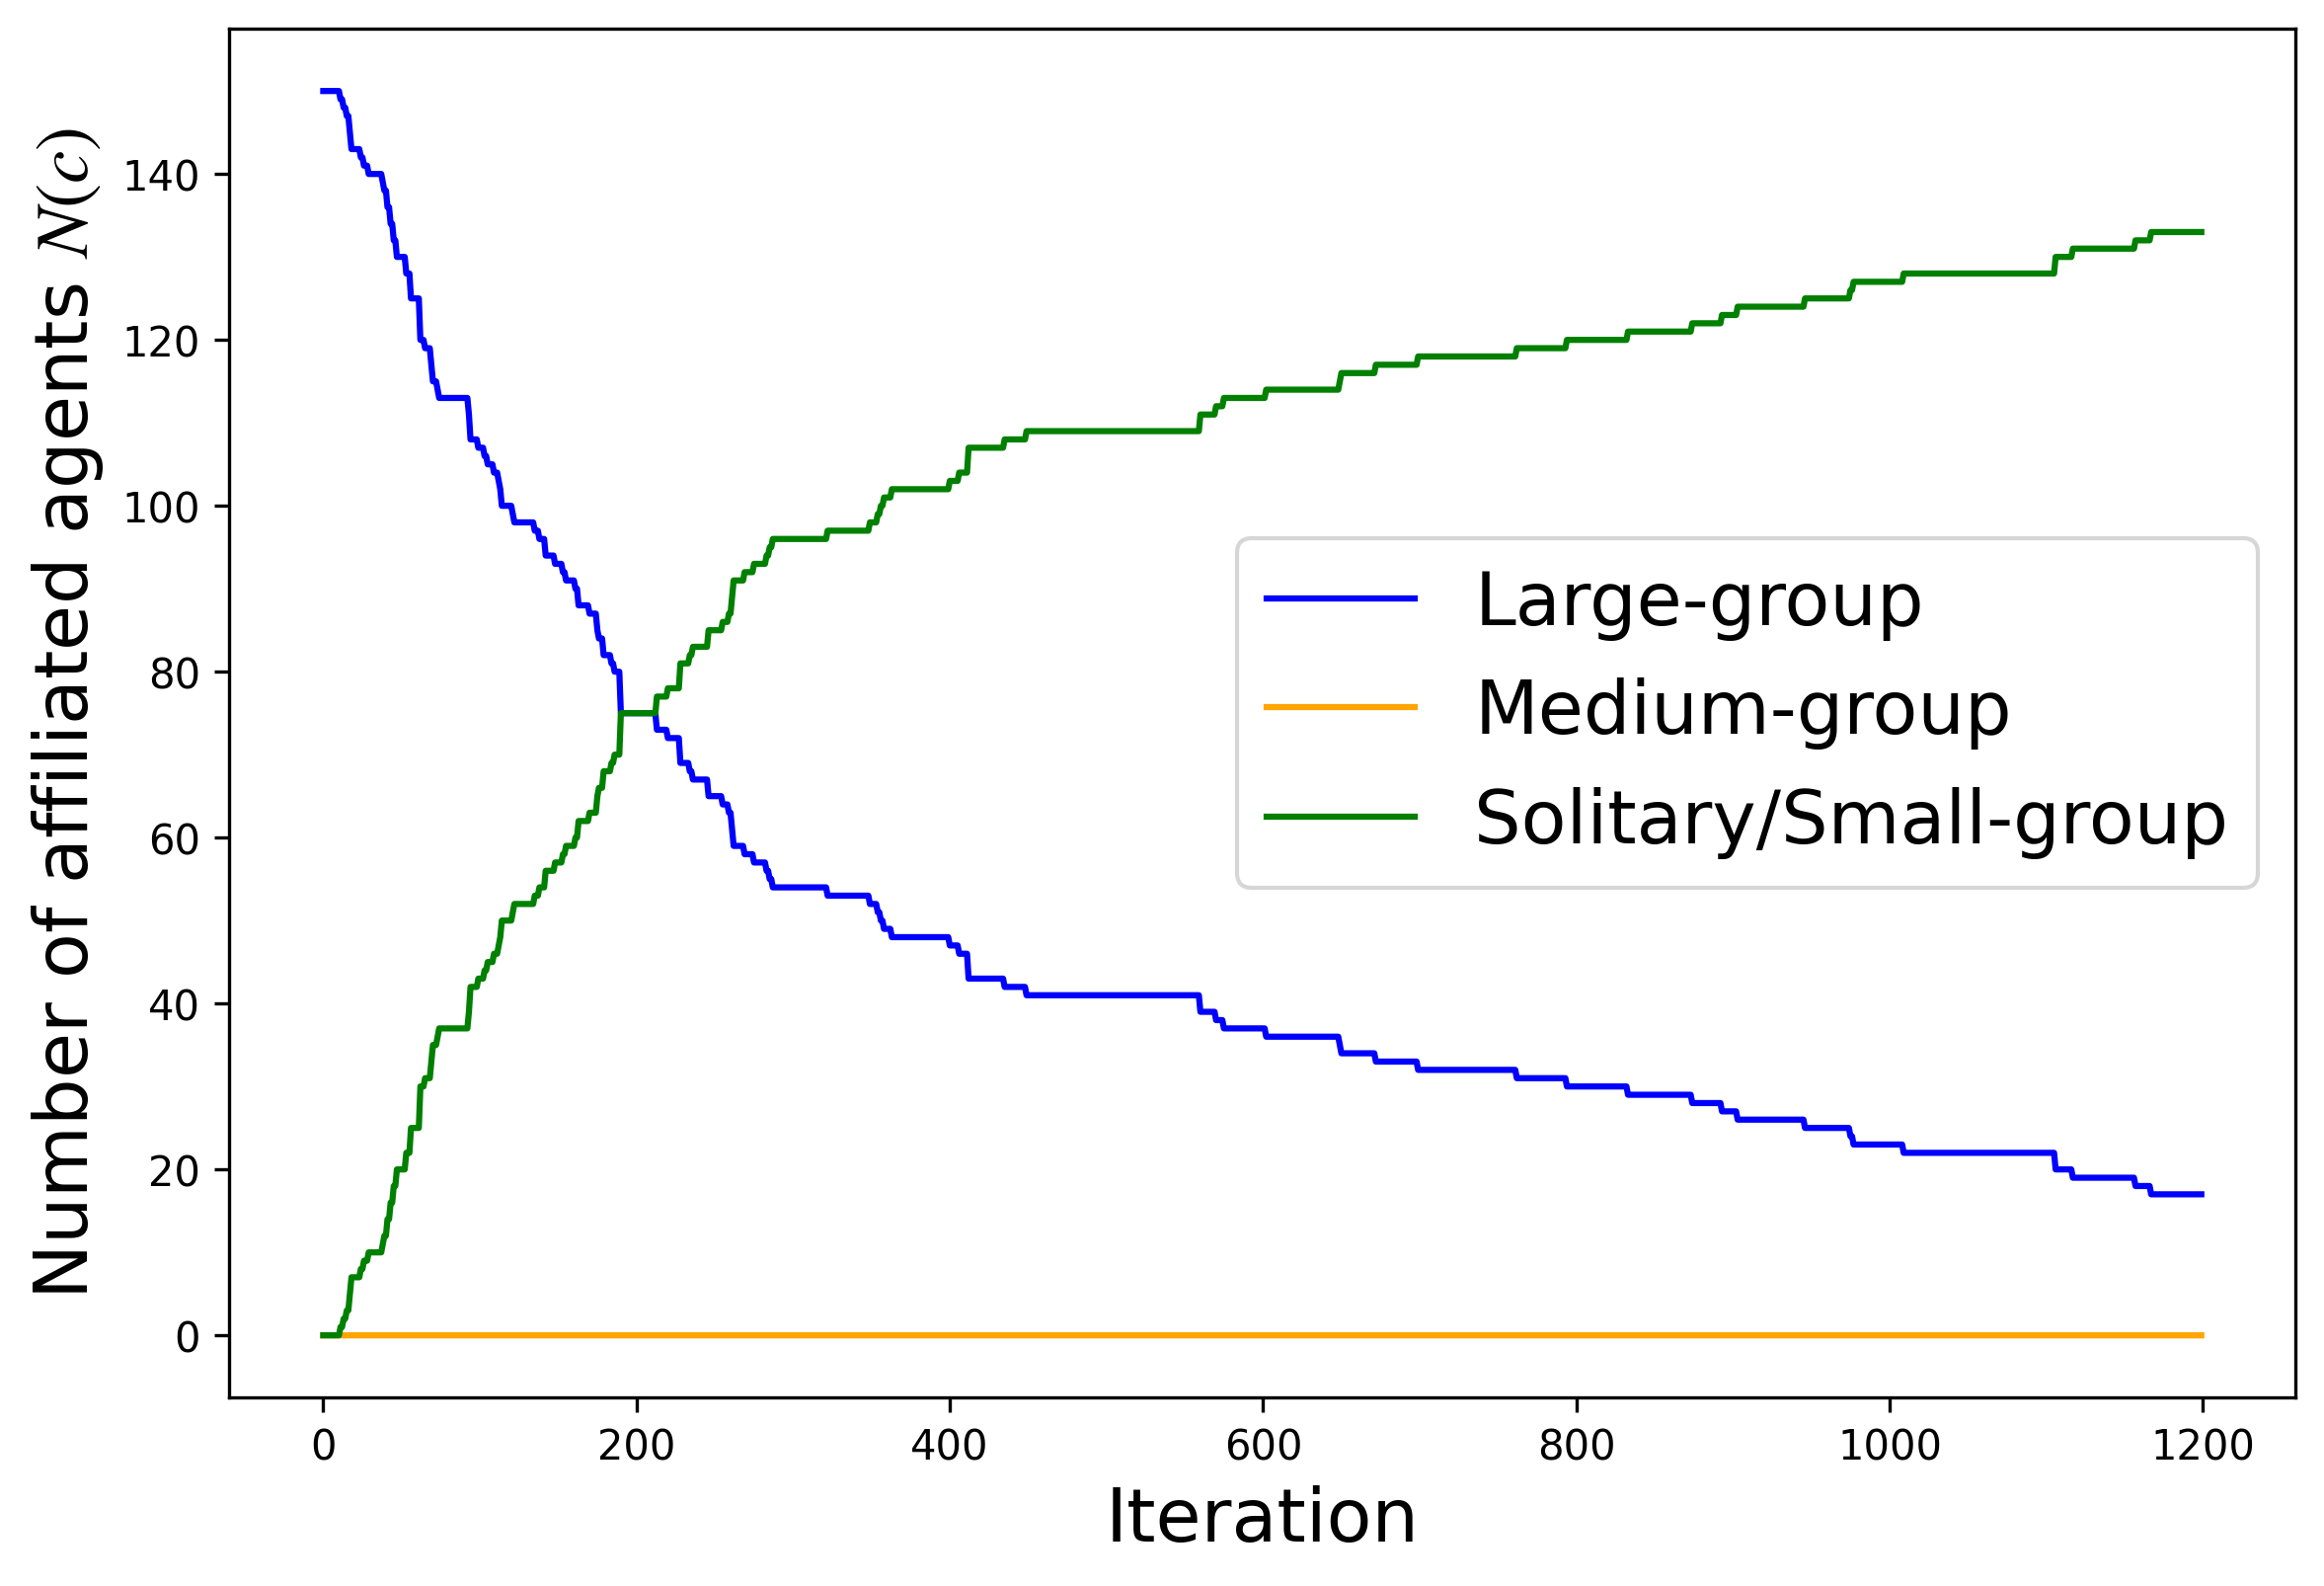 Number of affiliated agents N(c)
140
120
100
80
60
40
20
0
Large-group
Medium-group
Solitary/Small-group
0 200 400 600 800 1000 1200
Iteration